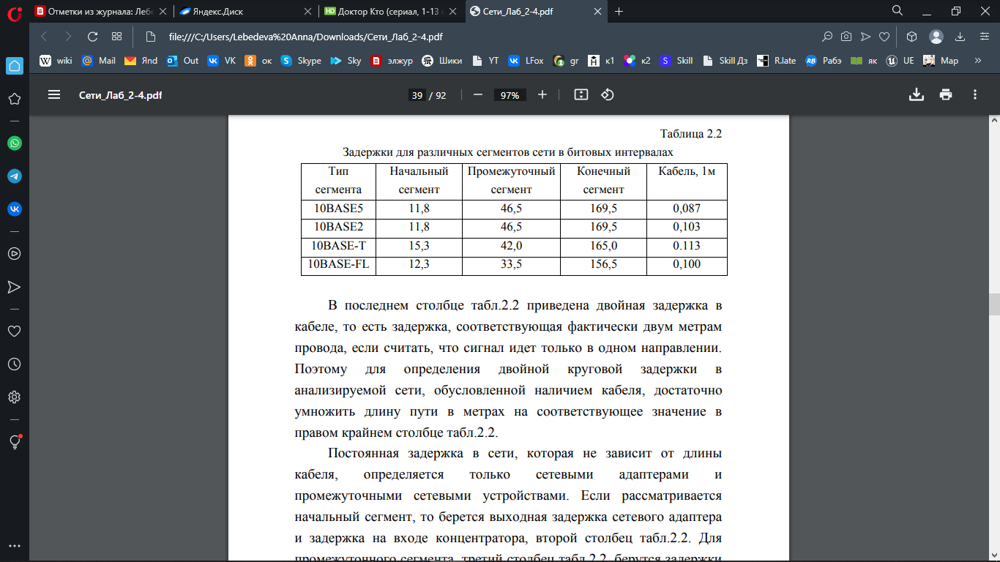 Отметки из журнала: Лебе
Яндекс.Диск
Доктор Кто (сериал, 1-13
Сети_Лаб_2-4.pdf
file:///C:/Users/Lebedeva%20Anna/Downloads/Сети_Лаб_2-4.pdf
wiki Mail Янд Out VK ок Skype Sky элжур Шики YT LFox gr к1 к2 Skill Skill Дз R.late Рабэ як UE Мар »
Сети_Лаб_2-4.pdf
39 / 92
97%
Таблица 2.2
Задержки для различных сегментов сети в битовых интервалах
Тип сегмента Начальный сегмент Промежуточный сегмент Конечный сегмент Кабель, 1м
10BASE5 11,8 46,5 169,5 0,087
10BASE2 11,8 46,5 169,5 0,103
10BASE-T 15,3 42,0 165,0 0.113
10BASE-FL 12,3 33,5 156,5 0,100
В последнем столбце табл.2.2 приведена двойная задержка в
кабеле, то есть задержка, соответствующая фактически двум метрам
провода, если считать, что сигнал идет только в одном направлении.
Поэтому для определения двойной круговой задержки в
анализируемой сети, обусловленной наличием кабеля, достаточно
умножить длину пути в метрах на соответствующее значение в
правом крайнем столбце табл.2.2.
Постоянная задержка в сети, которая не зависит от длины
кабеля, определяется только сетевыми адаптерами и
промежуточными сетевыми устройствами. Если рассматривается
начальный сегмент, то берется выходная задержка сетевого адаптера
и задержка на входе концентратора, второй столбец табл.2.2. Для
промежуточного сегмента, третий столбец табл.2.2, берутся задержки